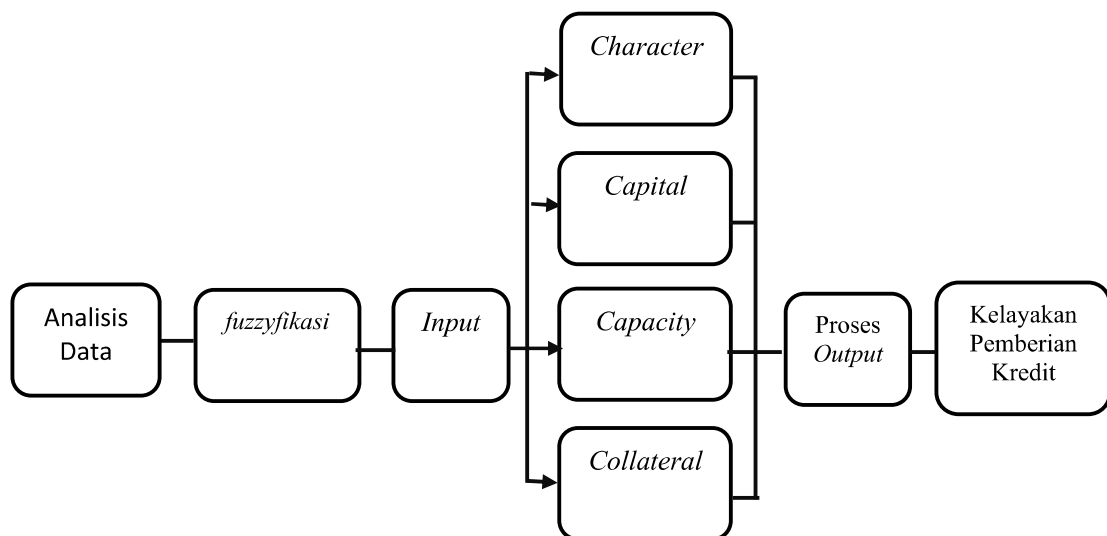 Character
Capital
Analisis
Data
fuzzyfikasi
Input
Capacity
Proses
Output
Kelayakan
Pemberian
Kredit
Collateral